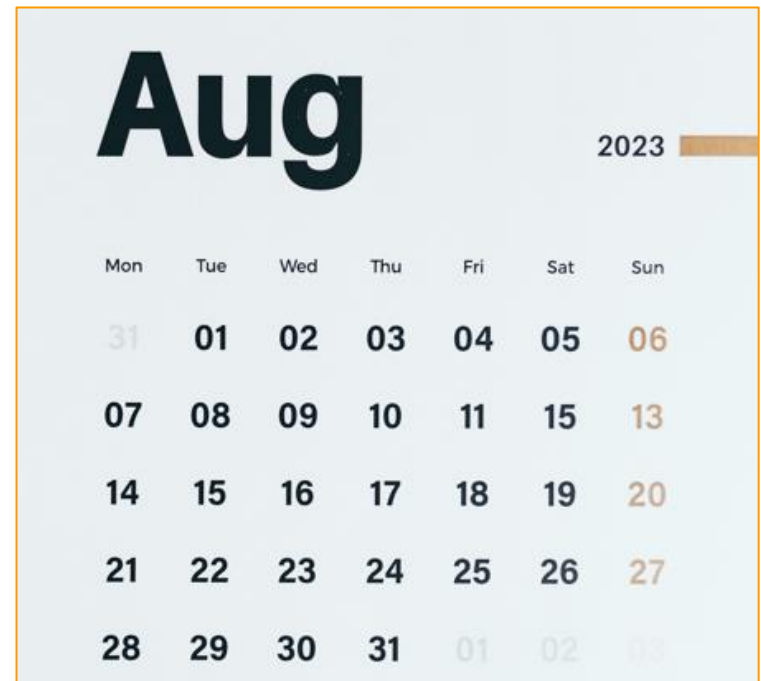 Aug
2023
Mon Tue Wed Thu Fri Sat Sun
31 01 02 03 04 05 06
07 08 09 10 11 15 13
14 15 16 17 18 19 20
21 22 23 24 25 26 27
28 29 30 31 01 02 03